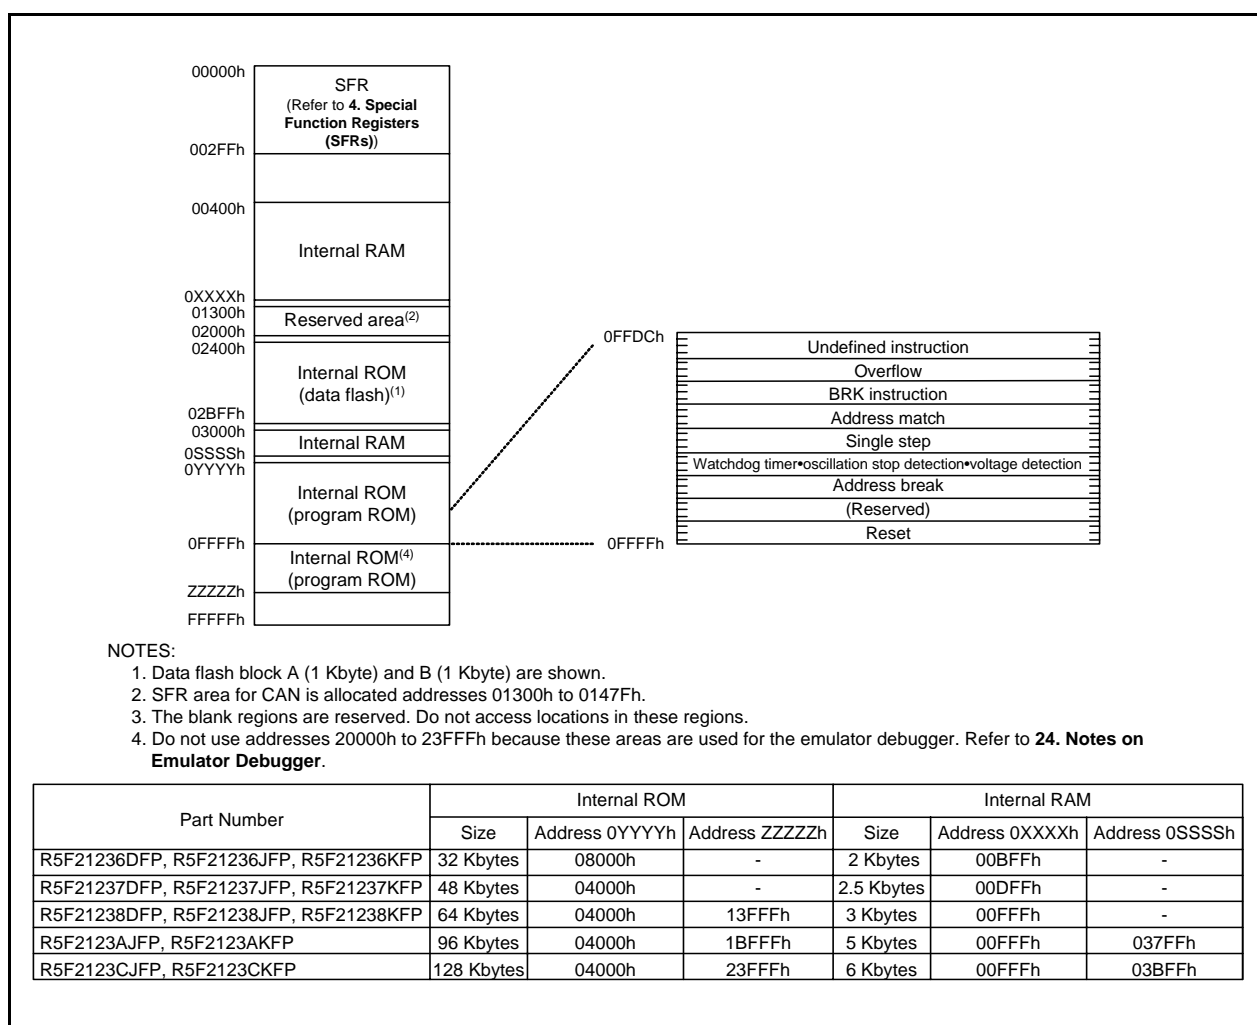 00000h
SFR
(Refer to 4. Special
Function Registers
(SFRs))
002FFh
00400h
Internal RAM
0XXXXh
01300h
Reserved area(2)
02000h
02400h
Internal ROM
(data flash)(1)
02BFFh
03000h
Internal RAM
0SSSSh
0YYYYh
Internal ROM
(program ROM)
0FFFFh
Internal ROM(4)
(program ROM)
ZZZZZh
FFFFFh
0FFDCh
Undefined instruction
Overflow
BRK instruction
Address match
Single step
Watchdog timer•oscillation stop detection•voltage detection
Address break
(Reserved)
Reset
0FFFFh
NOTES:
1. Data flash block A (1 Kbyte) and B (1 Kbyte) are shown.
2. SFR area for CAN is allocated addresses 01300h to 0147Fh.
3. The blank regions are reserved. Do not access locations in these regions.
4. Do not use addresses 20000h to 23FFFh because these areas are used for the emulator debugger. Refer to 24. Notes on
Emulator Debugger.
Part Number Internal ROM Internal RAM
Size Address 0YYYYh Address ZZZZZh Size Address 0XXXXh Address 0SSSSh
R5F21236DFP, R5F21236JFP, R5F21236KFP 32 Kbytes 08000h - 2 Kbytes 00BFFh -
R5F21237DFP, R5F21237JFP, R5F21237KFP 48 Kbytes 04000h - 2.5 Kbytes 00DFFh -
R5F21238DFP, R5F21238JFP, R5F21238KFP 64 Kbytes 04000h 13FFFh 3 Kbytes 00FFFh -
R5F2123AJFP, R5F2123AKFP 96 Kbytes 04000h 1BFFFh 5 Kbytes 00FFFh 037FFh
R5F2123CJFP, R5F2123CKFP 128 Kbytes 04000h 23FFFh 6 Kbytes 00FFFh 03BFFh